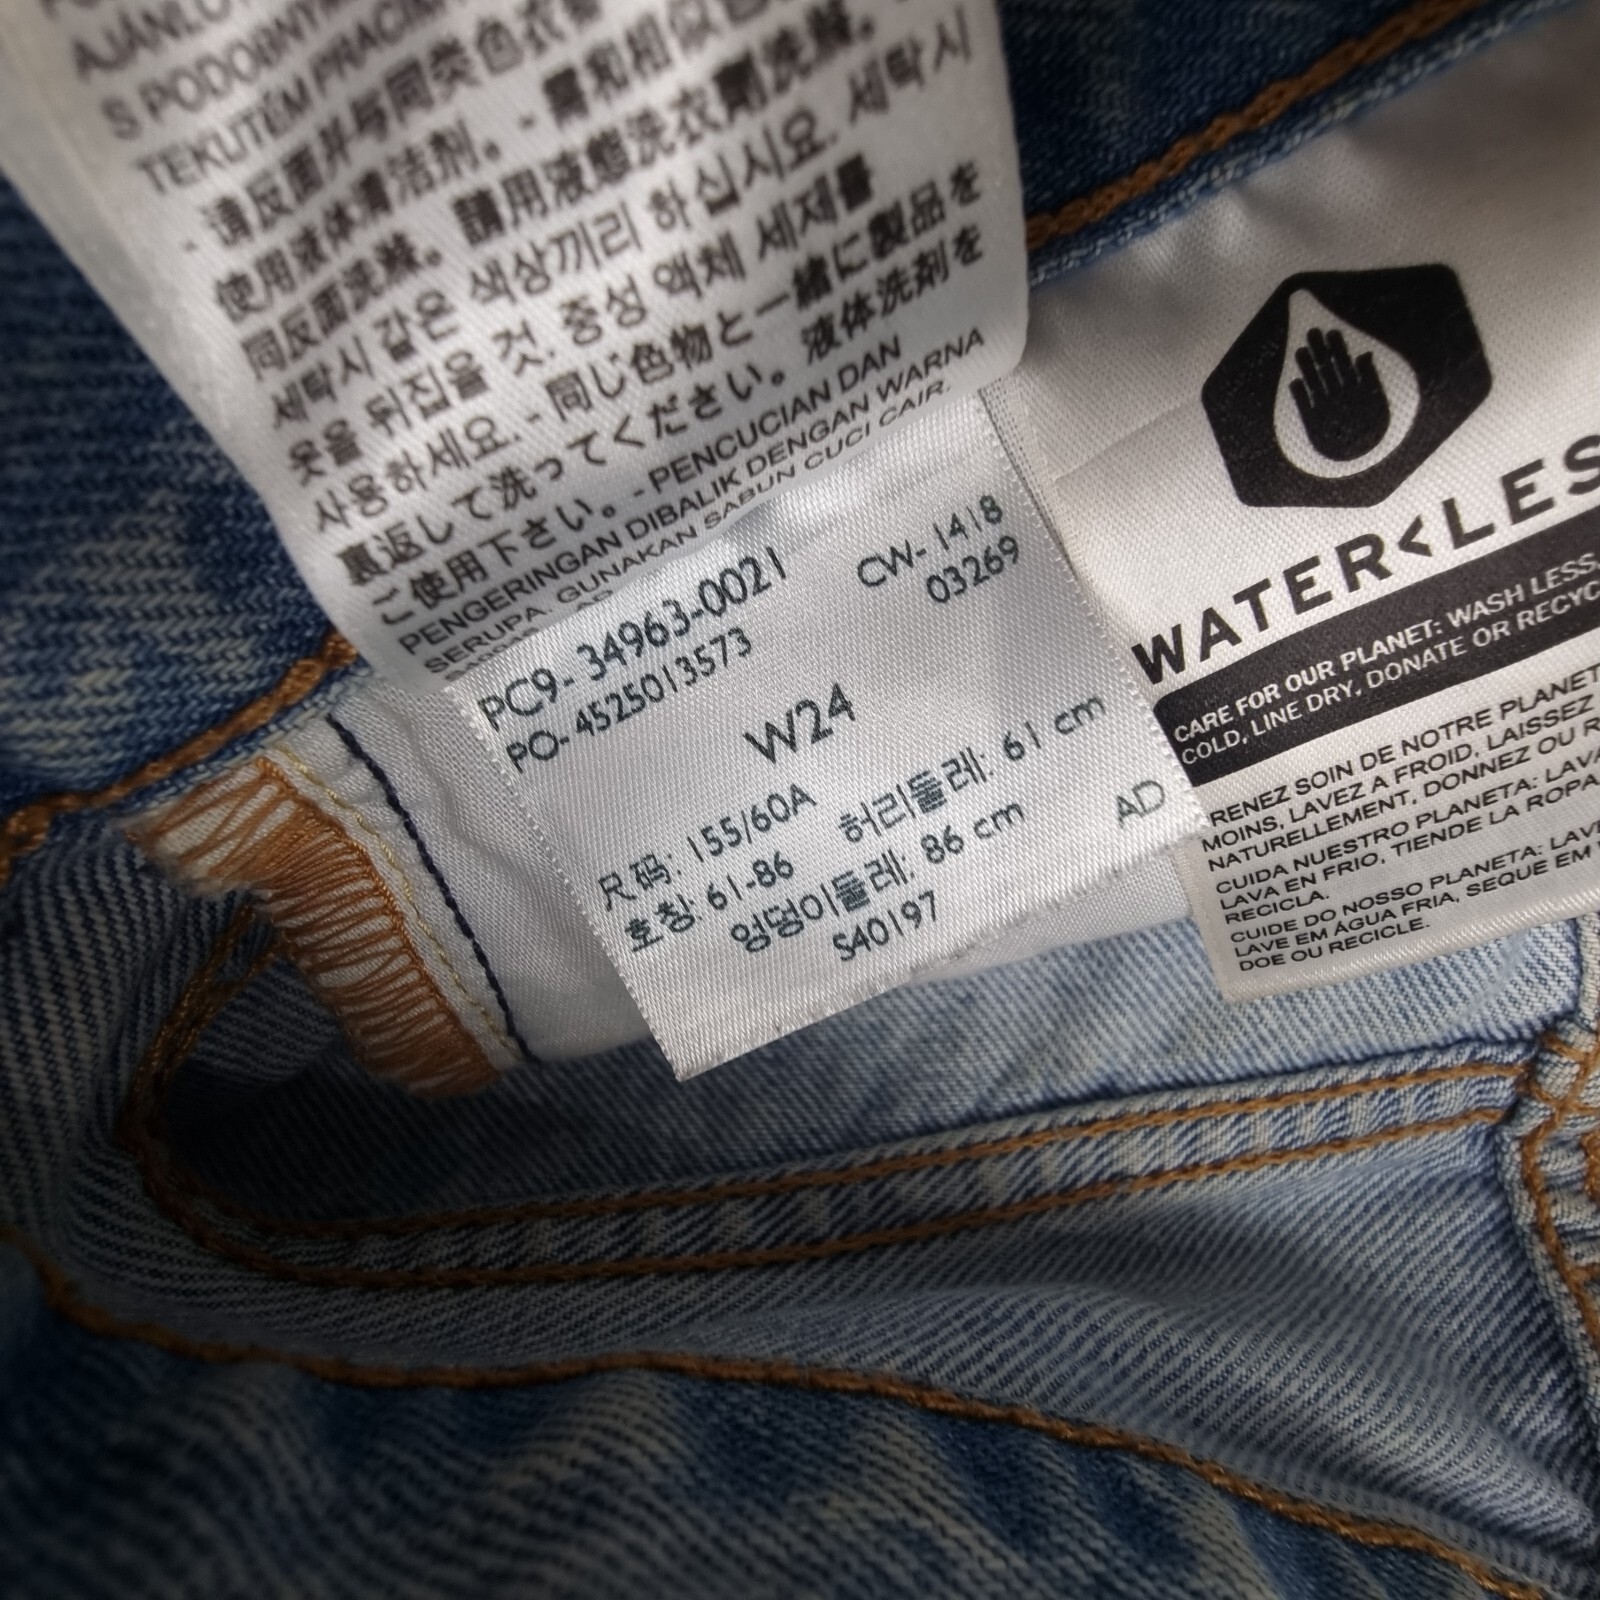 AJÁNLOTT
S PODOBNÝM
TEKUTÉM PRACÍM
- 请反面并与同类色衣
使用液体清洁剂。 -
同反面洗滌。 請用液態洗衣劑洗滌。
세탁시 같은 색상끼리 하십시요. 세탁시
옷을 뒤집을 것. 중성 액체 세제를
사용하세요. - 同じ色物と一緒に製品を
裏返して洗ってください。 液体洗剤を
ご使用下さい。 - PENCUCIAN DAN
PENGERINGAN DIBALIK DENGAN WARNA
SERUPA. GUNAKAN SABUN CUCI CAIR.
PC9- 34963-0021 CW- 1418
PO- 4525013573 03269
W24
尺码: 155/60A 허리둘레: 61 cm
호칭: 61-86 엉덩이둘레: 86 cm AD
S40197
WATER<LES
CARE FOR OUR PLANET: WASH LESS,
COLD, LINE DRY, DONATE OR RECYC
RENEZ SOIN DE NOTRE PLANET
MOINS, LAVEZ A FROID, LAISSEZ
NATURELLEMENT, DONNEZ OU R
CUIDA NUESTRO PLANETA: LAVA
LAVA EN FRIO, TIENDE LA ROPA
RECICLA.
CUIDE DO NOSSO PLANETA: LAV
LAVE EM ÁGUA FRIA, SEQUE EM
DOE OU RECICLE.